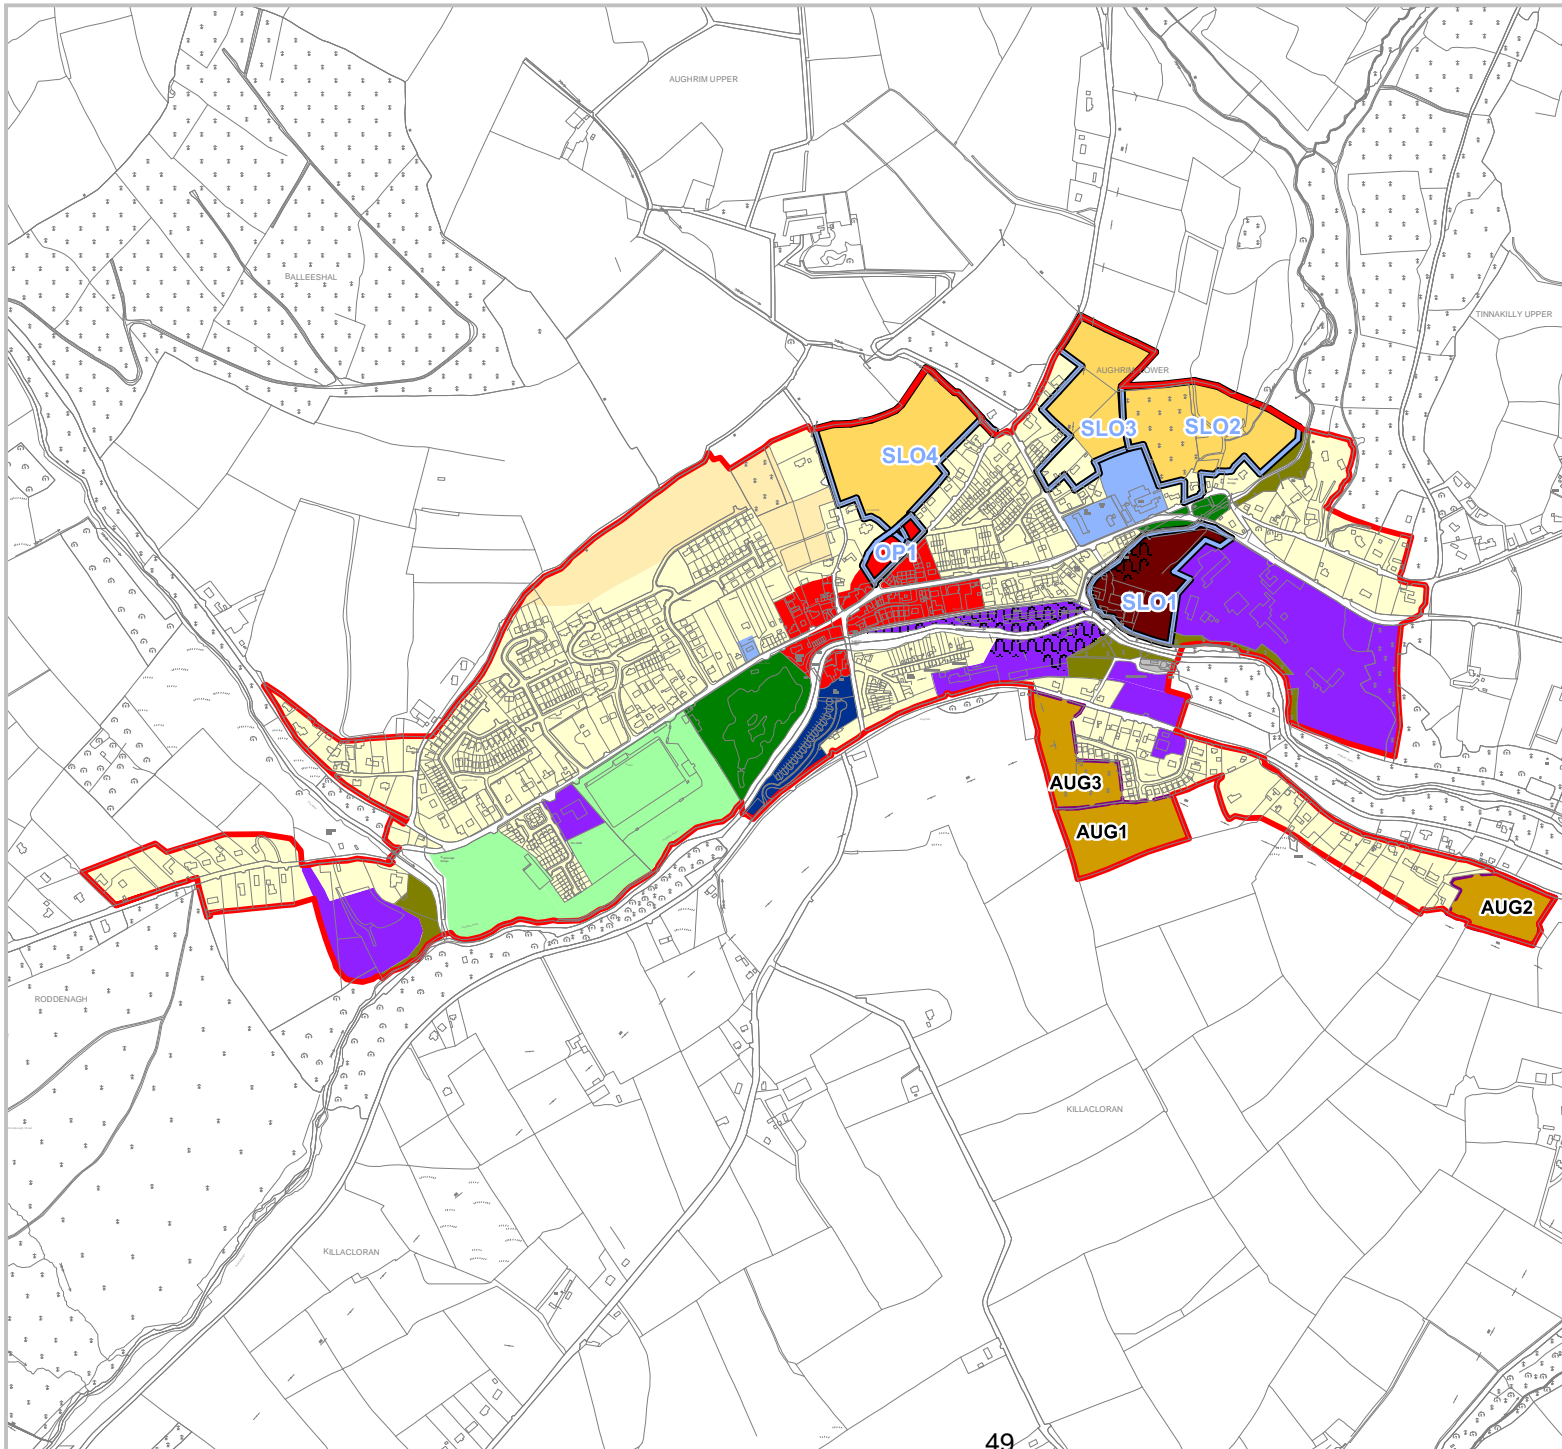 AUGHRIM UPPER
BALLEESHAL
TINNAKILLY UPPER
AUGHRIM LOWER
SLO3
SLO2
SLO4
OP1
SLO1
AUG3
AUG1
AUG2
RODDENAGH
KILLACLORAN
KILLACLORAN
49